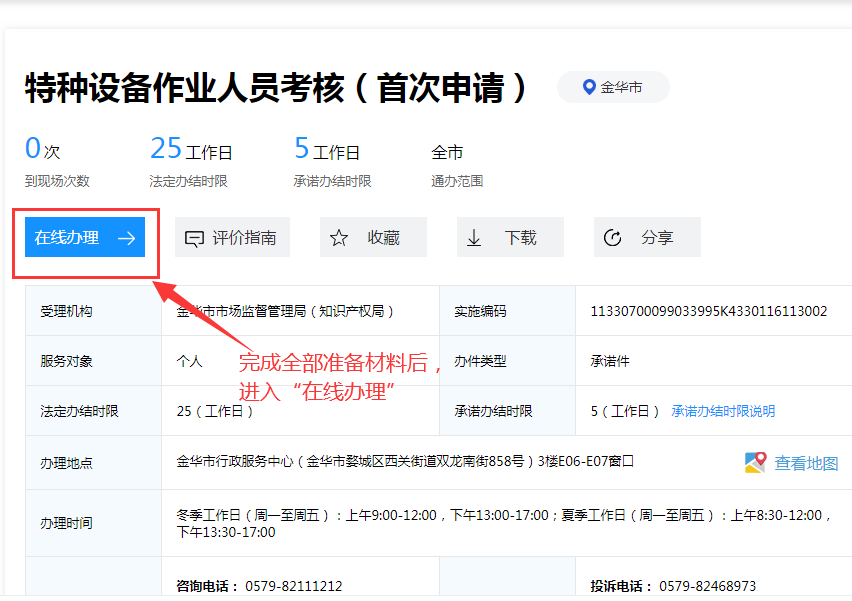 特种设备作业人员考核（首次申请）
金华市
0次
25工作日
5工作日
全市
到现场次数
法定办结时限
承诺办结时限
通办范围
在线办理
评价指南
收藏
下载
分享
受理机构
金华市市场监督管理局（知识产权局）
实施编码
11330700099033995K4330116113002
服务对象
个人
完成全部准备材料后，
进入“在线办理”
办件类型
承诺件
法定办结时限
25（工作日）
承诺办结时限
5（工作日） 承诺办结时限说明
办理地点
金华市行政服务中心（金华市婺城区西关街道双龙南街858号）3楼E06-E07窗口
查看地图
办理时间
冬季工作日（周一至周五）：上午9:00-12:00，下午13:00-17:00；夏季工作日（周一至周五）：上午8:30-12:00，
下午13:30-17:00
咨询电话： 0579-82111212
投诉电话： 0579-82468973